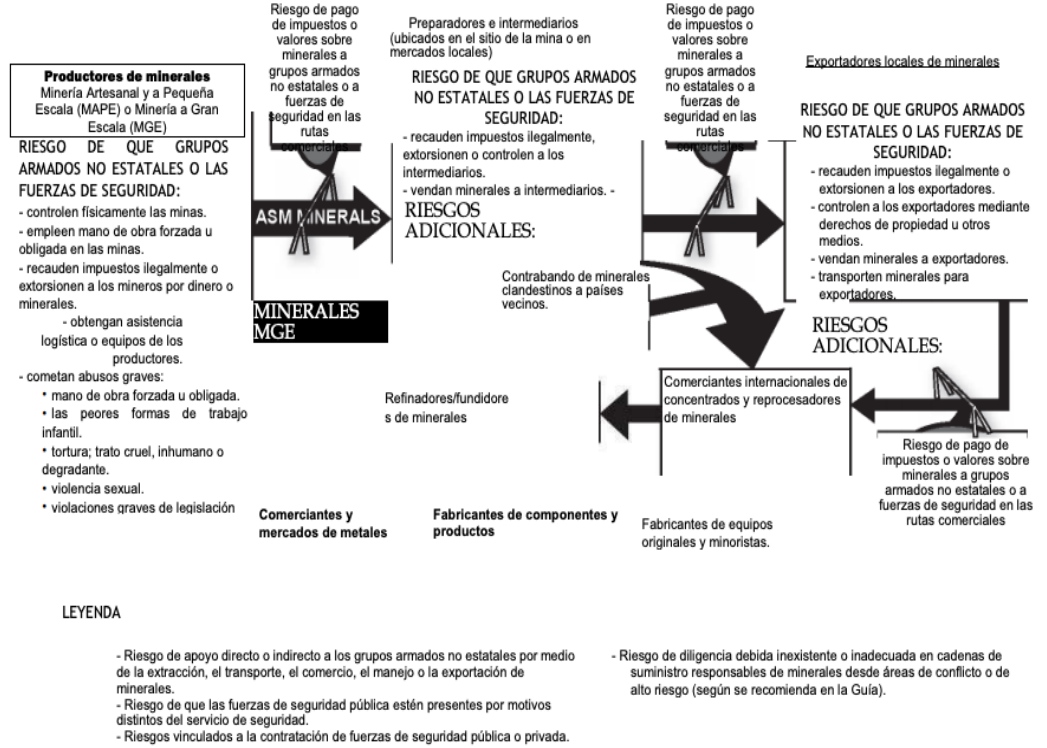 Productores de minerales
Minería Artesanal y a Pequeña
Escala (MAPE) o Minería a Gran
Escala (MGE)
RIESGO DE QUE GRUPOS
ARMADOS NO ESTATALES O LAS
FUERZAS DE SEGURIDAD:
- controlen físicamente las minas.
- empleen mano de obra forzada u
obligada en las minas.
- recauden impuestos ilegalmente o
extorsionen a los mineros por dinero o
minerales.
- obtengan asistencia
logística o equipos de los
productores.
- cometan abusos graves:
• mano de obra forzada u obligada.
• las peores formas de trabajo
infantil.
• tortura; trato cruel, inhumano o
degradante.
• violencia sexual.
• violaciones graves de legislación
Riesgo de pago
de impuestos o
valores sobre
minerales a
grupos armados
no estatales o a
fuerzas de
seguridad en las
rutas
comerciales
ASM MINERALS
MINERALES
MGE
Preparadores e intermediarios
(ubicados en el sitio de la mina o en
mercados locales)
RIESGO DE QUE GRUPOS ARMADOS
NO ESTATALES O LAS FUERZAS DE
SEGURIDAD:
- recauden impuestos ilegalmente,
extorsionen o controlen a los
intermediarios.
- vendan minerales a intermediarios. -
RIESGOS
ADICIONALES:
Contrabando de minerales
clandestinos a países
vecinos.
Riesgo de pago
de impuestos o
valores sobre
minerales a
grupos armados
no estatales o a
fuerzas de
seguridad en las
rutas
comerciales
Exportadores locales de minerales
RIESGO DE QUE GRUPOS ARMADOS
NO ESTATALES O LAS FUERZAS DE
SEGURIDAD:
- recauden impuestos ilegalmente o
extorsionen a los exportadores.
- controlen a los exportadores mediante
derechos de propiedad u otros
medios.
- vendan minerales a exportadores.
- transporten minerales para
exportadores.
RIESGOS
ADICIONALES:
Comerciantes internacionales de
concentrados y reprocesadores
de minerales
Refinadores/fundidore
s de minerales
Riesgo de pago de
impuestos o valores sobre
minerales a grupos
armados no estatales o a
fuerzas de seguridad en las
rutas comerciales
Comerciantes y
mercados de metales
Fabricantes de componentes y
productos
Fabricantes de equipos
originales y minoristas.
LEYENDA
- Riesgo de apoyo directo o indirecto a los grupos armados no estatales por medio
de la extracción, el transporte, el comercio, el manejo o la exportación de
minerales.
- Riesgo de que las fuerzas de seguridad pública estén presentes por motivos
distintos del servicio de seguridad.
- Riesgos vinculados a la contratación de fuerzas de seguridad pública o privada.
- Riesgo de diligencia debida inexistente o inadecuada en cadenas de
suministro responsables de minerales desde áreas de conflicto o de
alto riesgo (según se recomienda en la Guía).